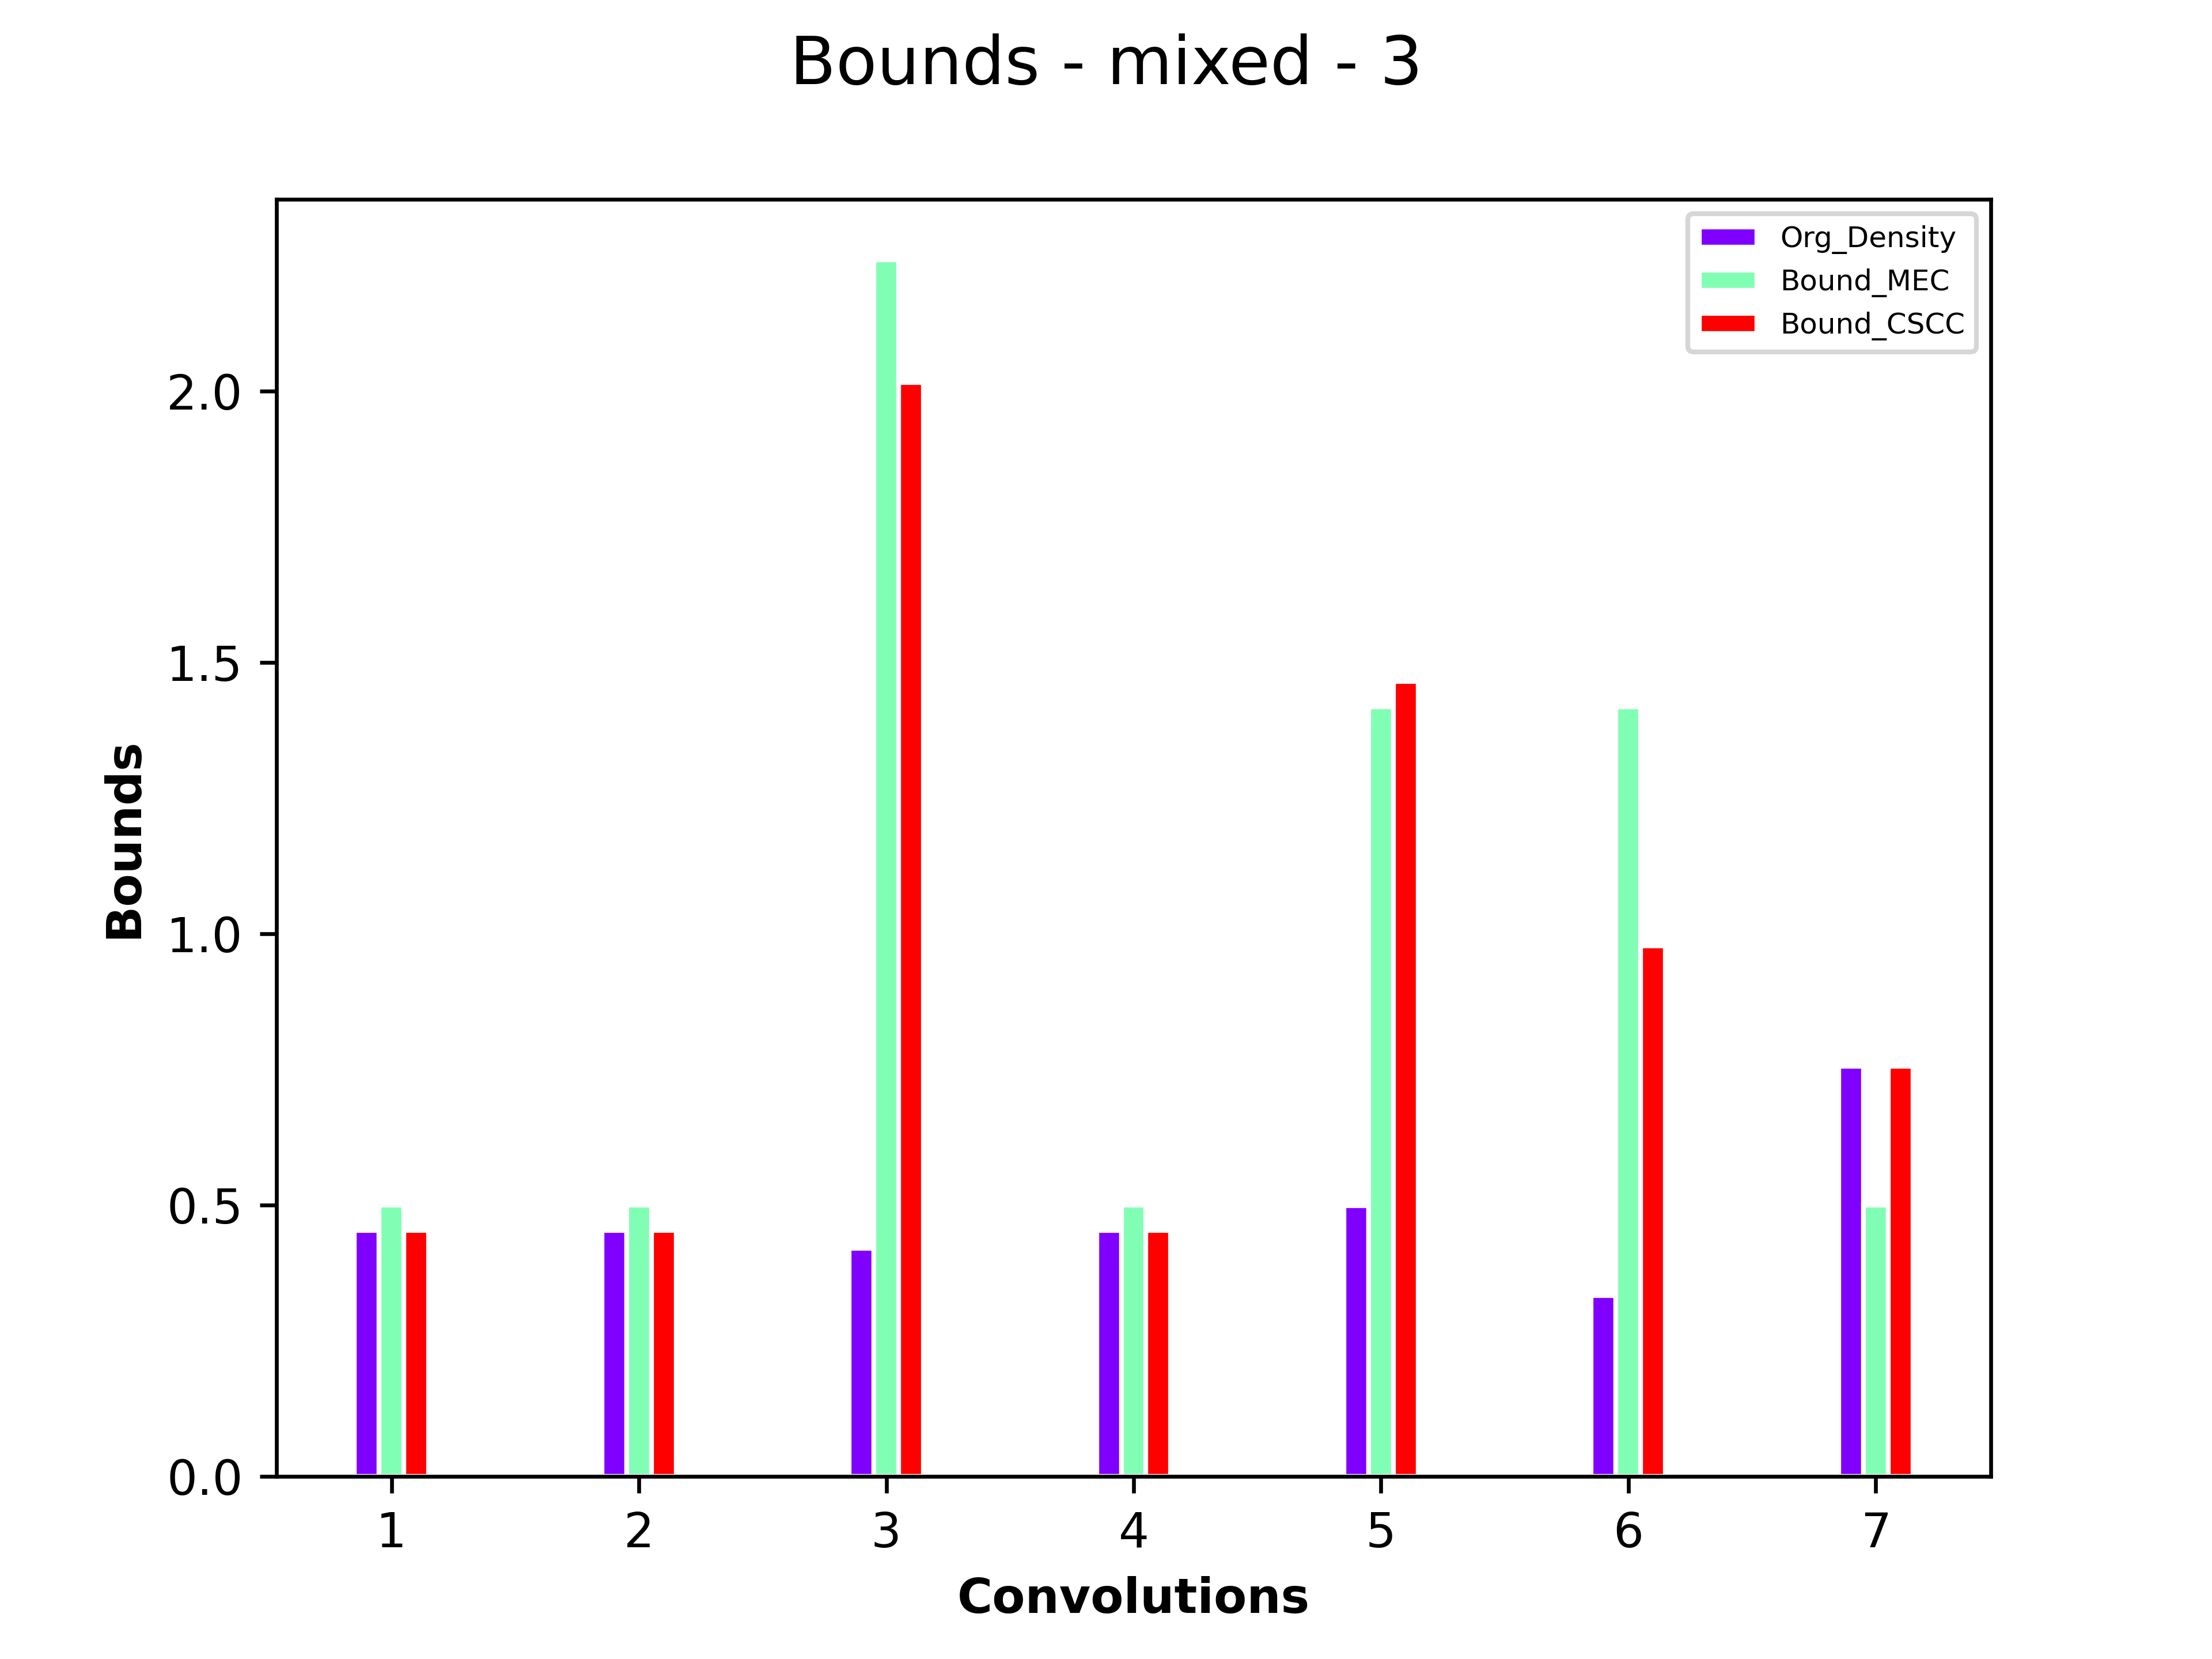 Bounds - mixed - 3
Org_Density
Bound_MEC
Bound_CSCC
2.0
1.5
1.0
0.5
0.0
Bounds
1 2 3 4 5 6 7
Convolutions